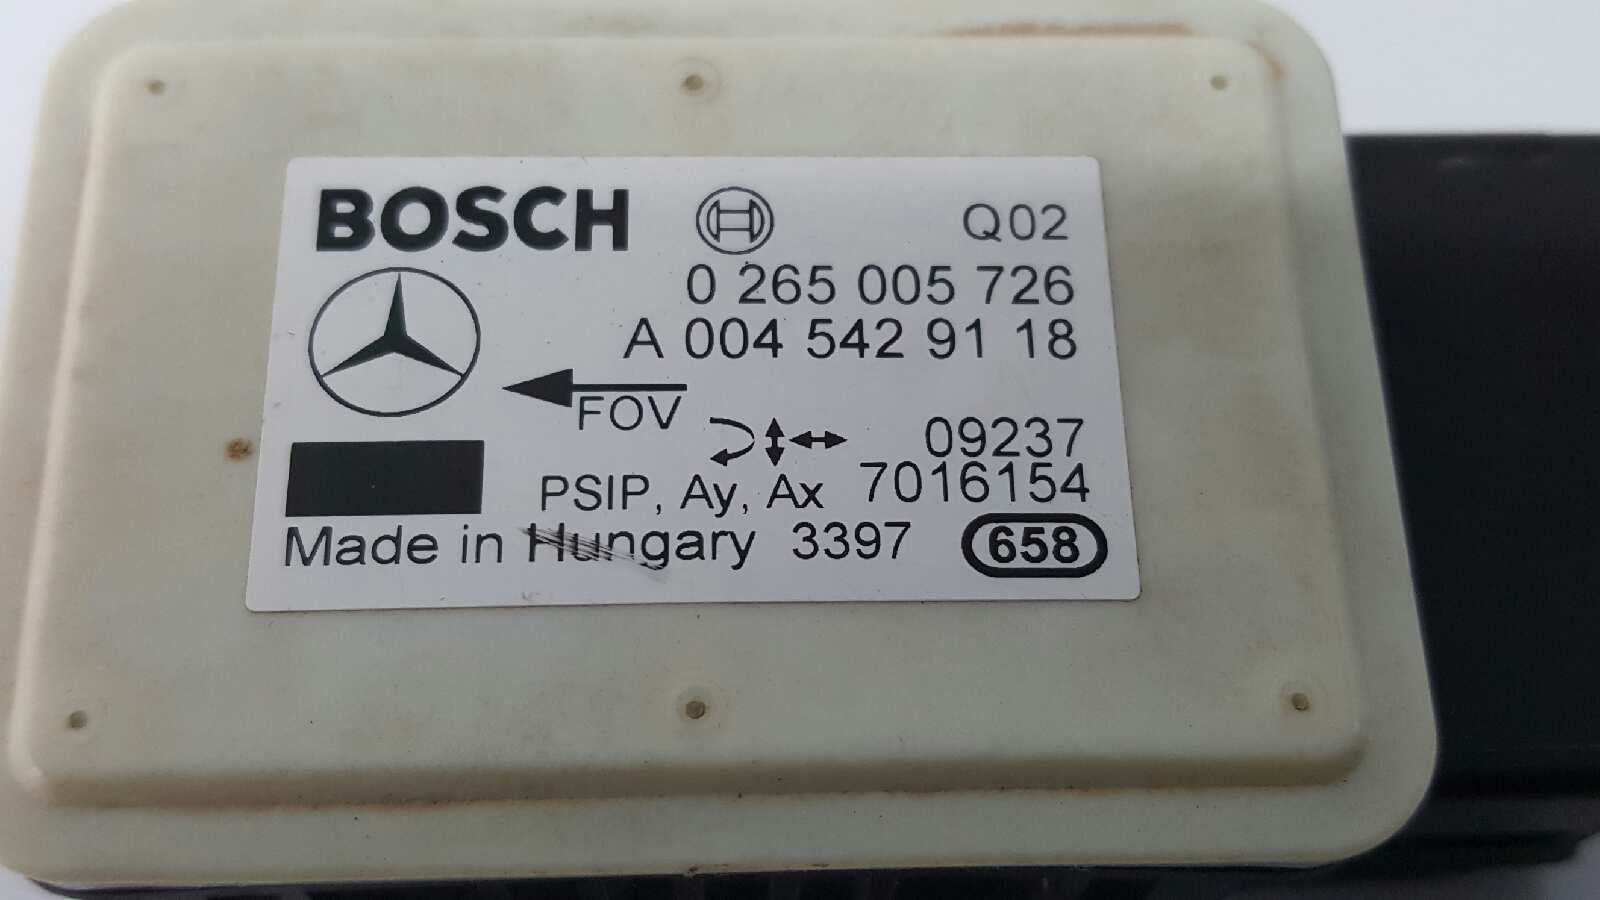 BOSCH Q02
0 265 005 726
A 004 542 91 18
FOV
09237
PSIP, Ay, Ax 7016154
Made in Hungary 3397 658